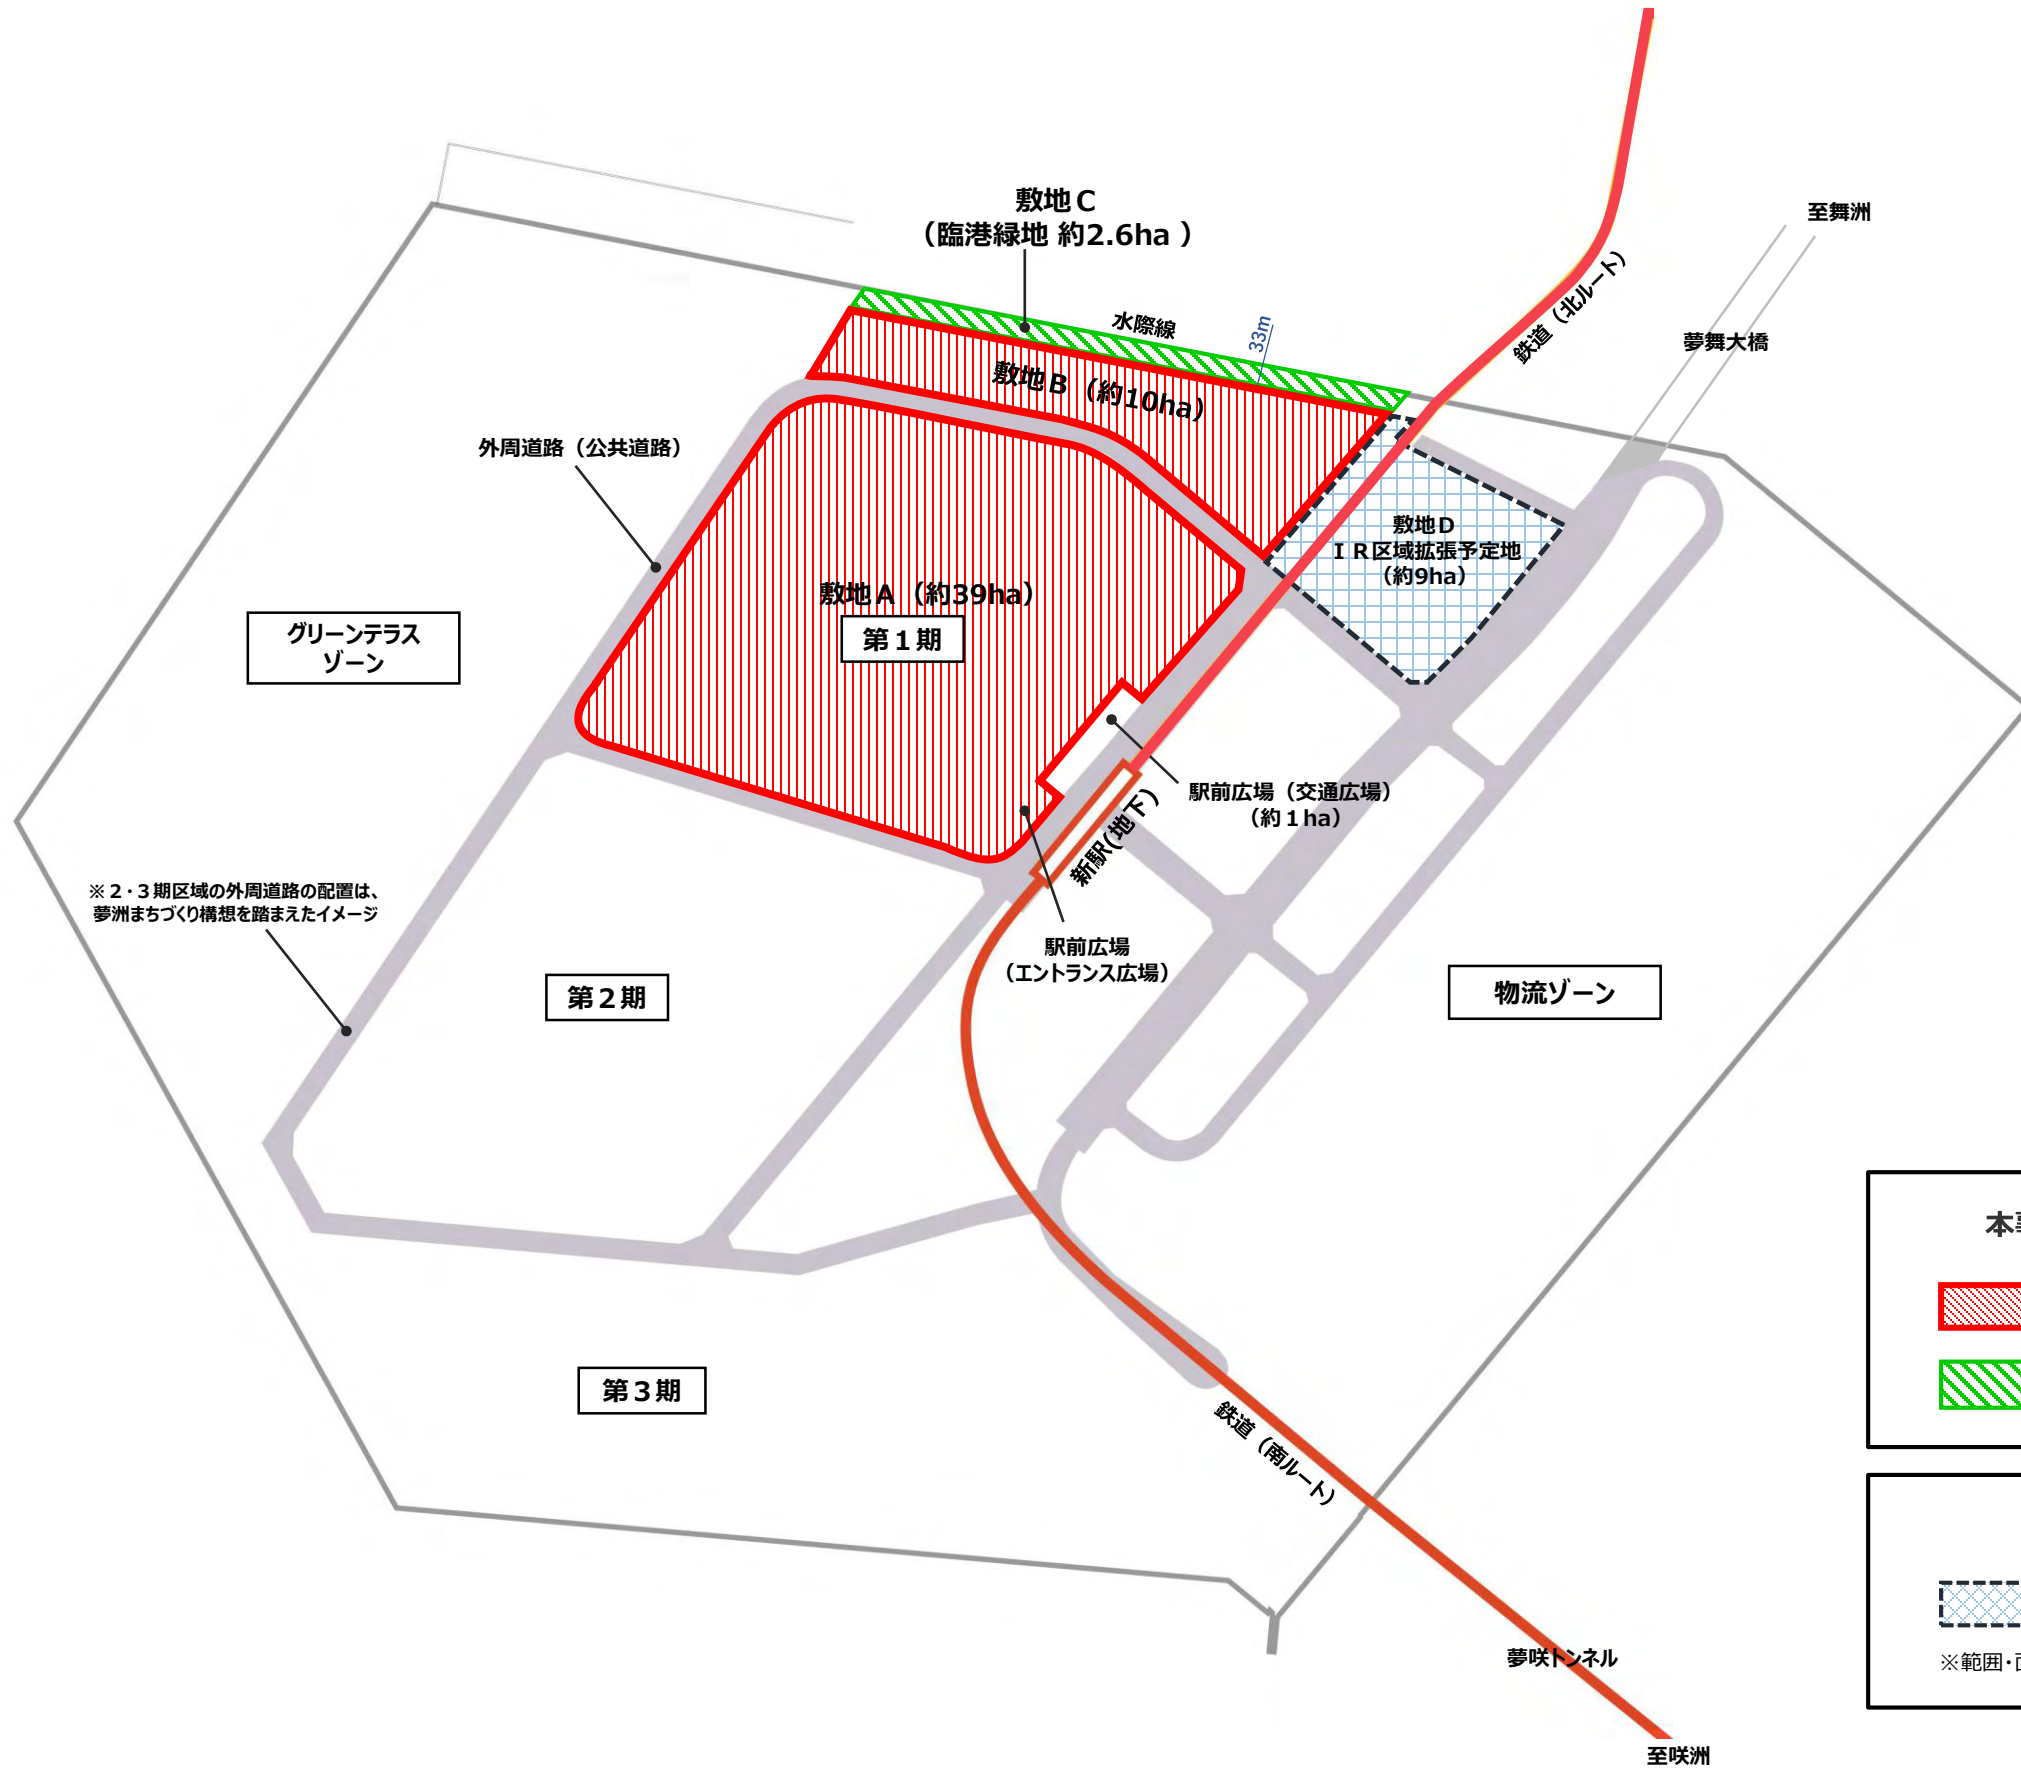 敷地C
（臨港緑地 約2.6ha ）
至舞洲
水際線
33m
鉄道（北ルート）
夢舞大橋
敷地B（約10ha）
外周道路（公共道路）
敷地D
ＩＲ区域拡張予定地
（約9ha）
敷地A（約39ha）
第１期
グリーンテラス
ゾーン
駅前広場（交通広場）
（約１ha）
新駅(地下)
※２・３期区域の外周道路の配置は、
夢洲まちづくり構想を踏まえたイメージ
駅前広場
（エントランス広場）
第２期
物流ゾーン
本
第３期
鉄道（南ルート）
夢咲トンネル
※範囲・
至咲洲